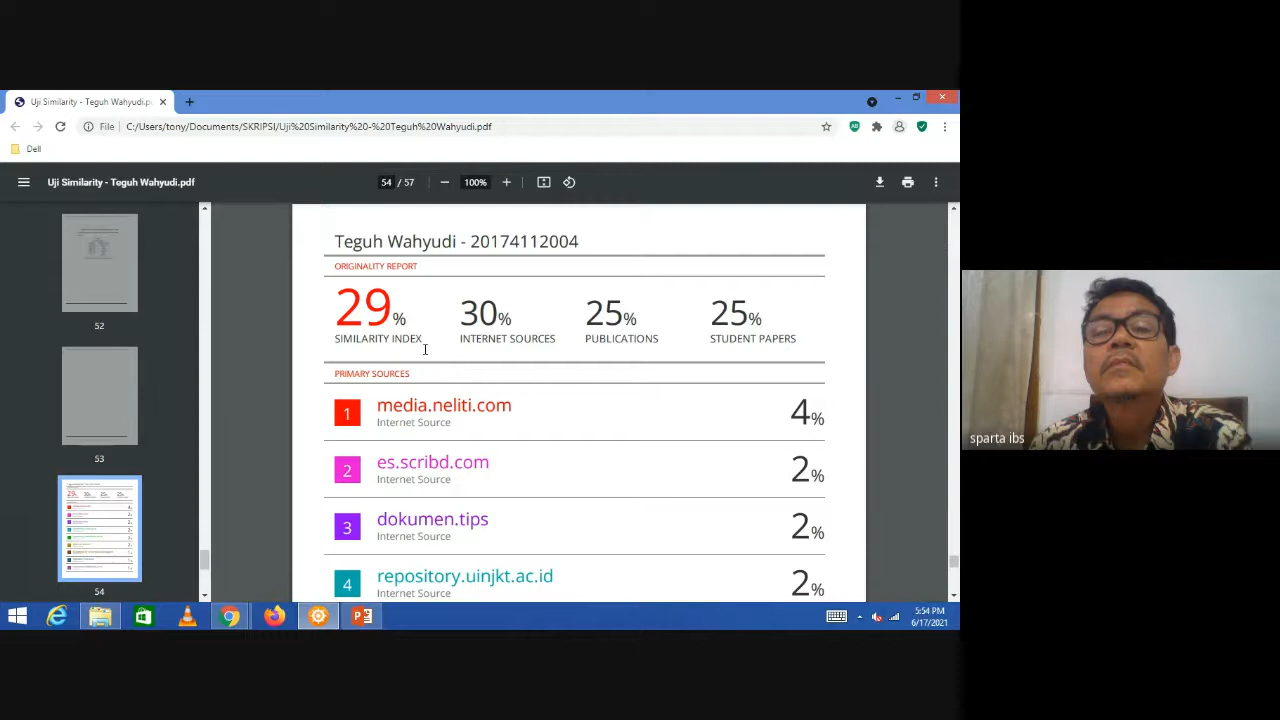 Uji Similarity - Teguh Wahyudi.p
File
C:/Users/tony/Documents/SKRIPSI/Uji%20Similarity%20-%20Teguh%20Wahyudi.pdf
Dell
Uji Similarity - Teguh Wahyudi.pdf
54 / 57
100%
52
53
54
Teguh Wahyudi - 20174112004
ORIGINALITY REPORT
29% 30% 25% 25%
SIMILARITY INDEX INTERNET SOURCES PUBLICATIONS STUDENT PAPERS
PRIMARY SOURCES
1 media.neliti.com 4%
Internet Source
2 es.scribd.com 2%
Internet Source
3 dokumen.tips 2%
Internet Source
4 repository.uinjkt.ac.id 2%
Internet Source
sparta ibs
5:54 PM
6/17/2021